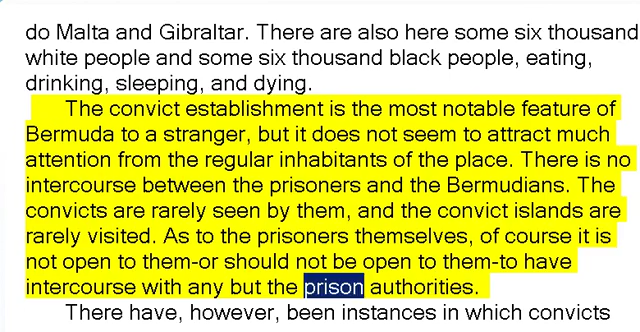 do Malta and Gibraltar. There are also here some six thousand
white people and some six thousand black people, eating,
drinking, sleeping, and dying.
The convict establishment is the most notable feature of
Bermuda to a stranger, but it does not seem to attract much
attention from the regular inhabitants of the place. There is no
intercourse between the prisoners and the Bermudians. The
convicts are rarely seen by them, and the convict islands are
rarely visited. As to the prisoners themselves, of course it is
not open to them-or should not be open to them-to have
intercourse with any but the prison authorities.
There have, however, been instances in which convicts